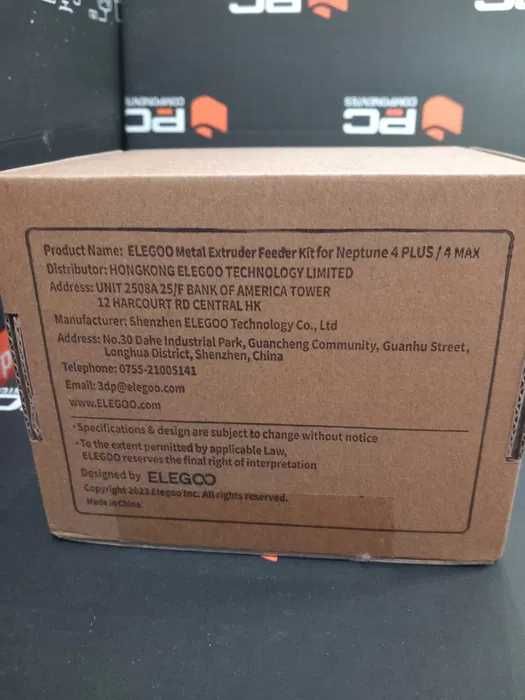 PC
COMPONENTES
PC
COMPONENTES
Product Name: ELEGOO Metal Extruder Feeder Kit for Neptune 4 PLUS / 4 MAX
Distributor: HONGKONG ELEGOO TECHNOLOGY LIMITED
Address: UNIT 2508A 25/F BANK OF AMERICA TOWER
12 HARCOURT RD CENTRAL HK
Manufacturer: Shenzhen ELEGOO Technology Co., Ltd
Address: No.30 Dahe Industrial Park, Guancheng Community, Guanhu Street,
Longhua District, Shenzhen, China
Telephone: 0755-21005141
Email: 3dp@elegoo.com
www.ELEGOO.com
·Specifications & design are subject to change without notice
·To the extent permitted by applicable Law,
ELEGOO reserves the final right of interpretation
Designed by ELEGOO
Copyright 2023 Elegoo Inc. All rights reserved.
Made in China